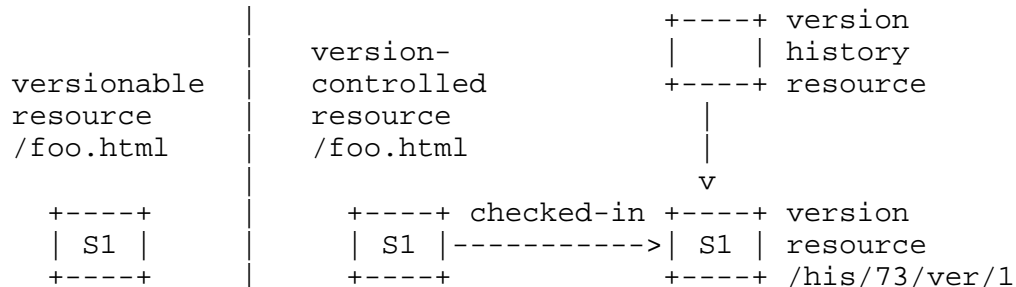 |                             +----+ version
                |    version-                 |    | history
versionable     |    controlled               +----+ resource
resource        |    resource                   |
/foo.html       |    /foo.html                  |
                |                               v
  +----+        |      +----+ checked-in +----+ version
  | S1 |        |      | S1 |----------->| S1 | resource
  +----+        |      +----+            +----+ /his/73/ver/1